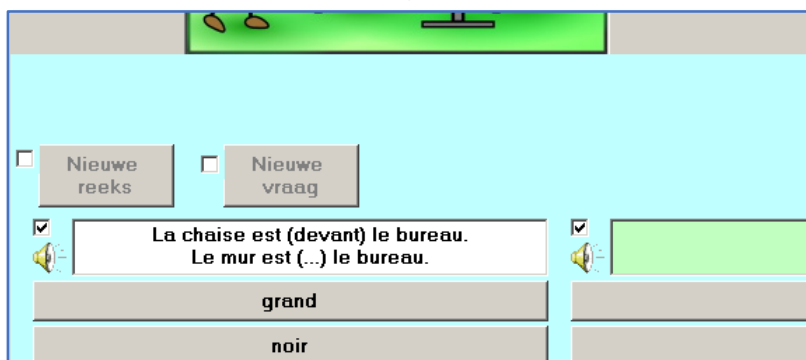 Nieuwe
reeks
Nieuwe
vraag
La chaise est (devant) le bureau.
Le mur est (...) le bureau.
grand
noir